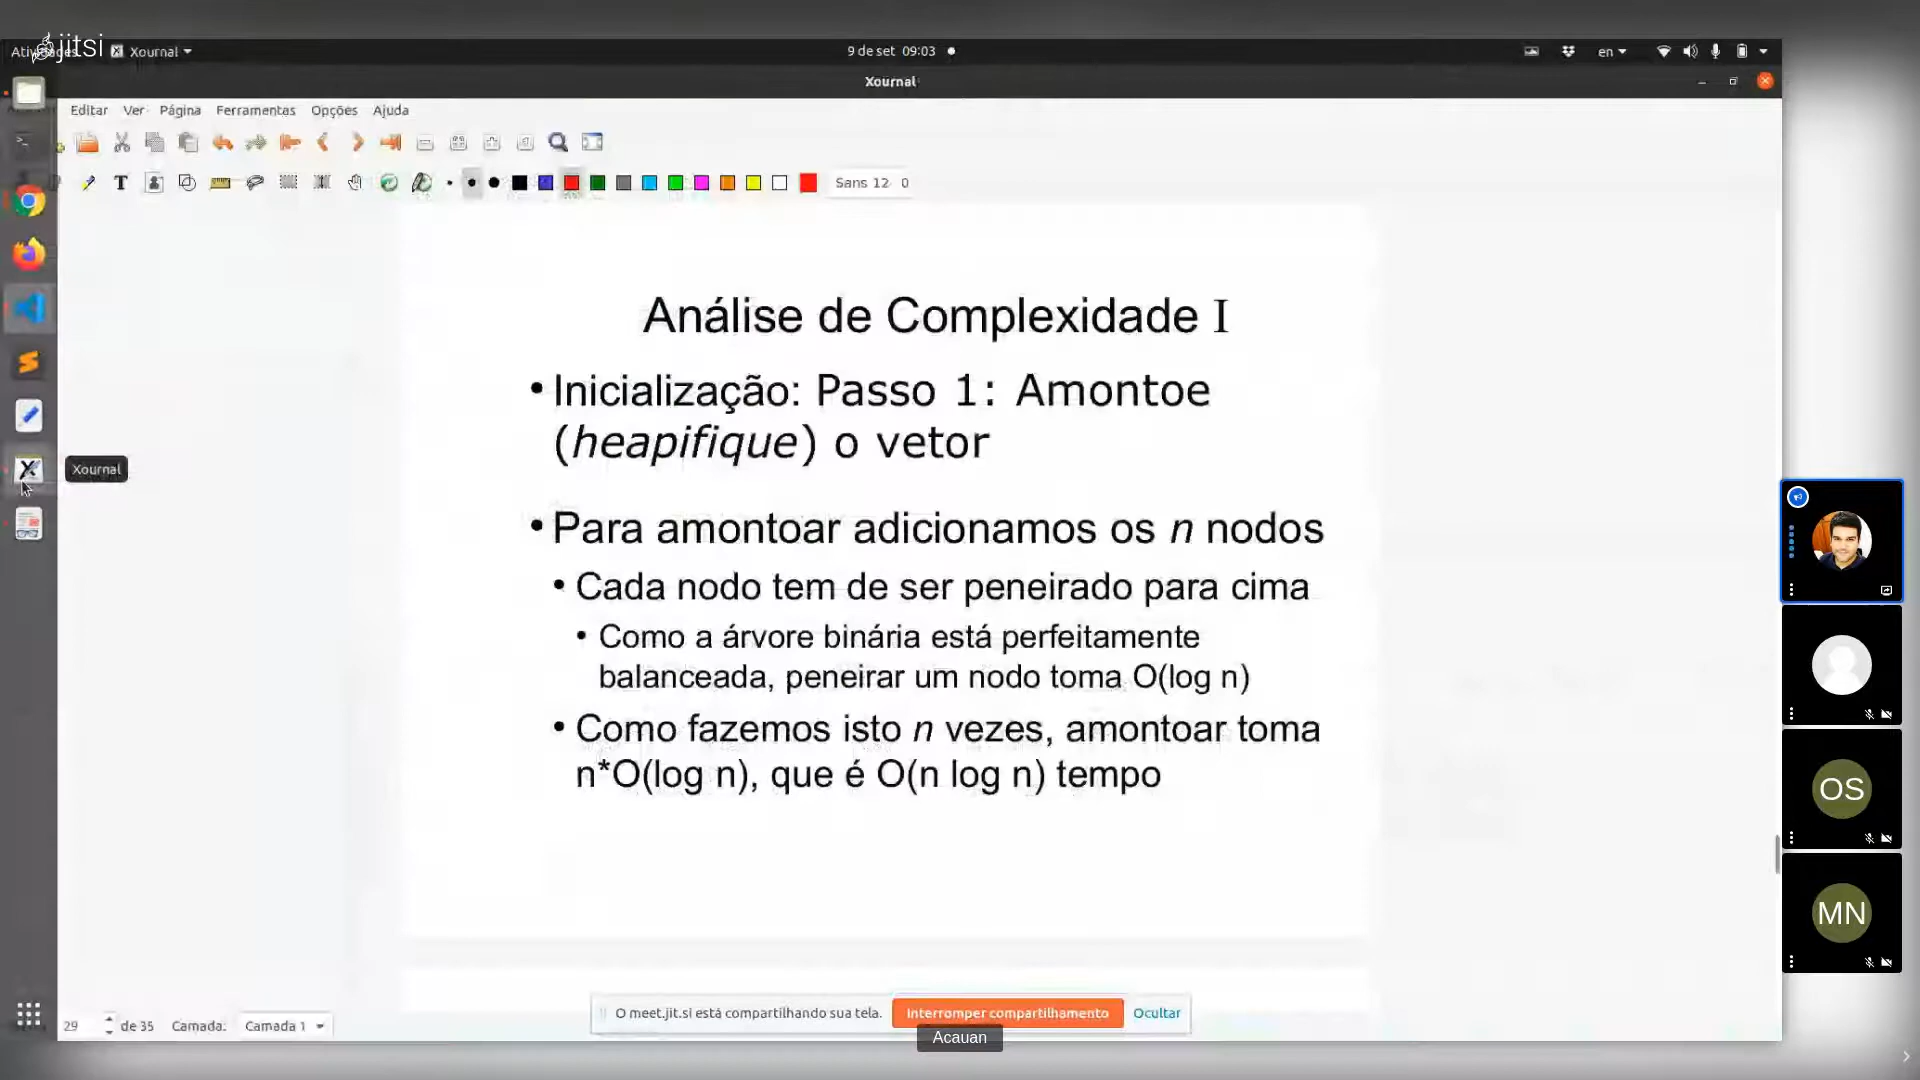 jitsi
Xournal
9 de set 09:03
en
Xournal
Editar Ver Página Ferramentas Opções Ajuda
Sans 12
Análise de Complexidade I
• Inicialização: Passo 1: Amontoe
(heapifique) o vetor
• Para amontoar adicionamos os n nodos
• Cada nodo tem de ser peneirado para cima
• Como a árvore binária está perfeitamente
balanceada, peneirar um nodo toma O(log n)
• Como fazemos isto n vezes, amontoar toma
n*O(log n), que é O(n log n) tempo
Xournal
OS
MN
29 de 35 Camada: Camada 1
O meet.jit.si está compartilhando sua tela. Interromper compartilhamento Ocultar
Acauan